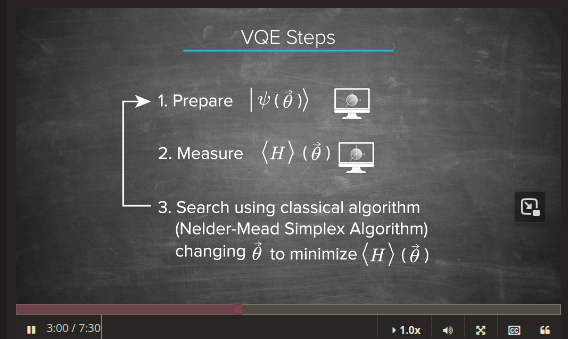 VQE Steps
1. Prepare |ψ(θ⃗)⟩
2. Measure ⟨H⟩(θ⃗)
3. Search using classical algorithm
(Nelder-Mead Simplex Algorithm)
changing θ⃗ to minimize ⟨H⟩(θ⃗)
3:00 / 7:30
1.0x
CC